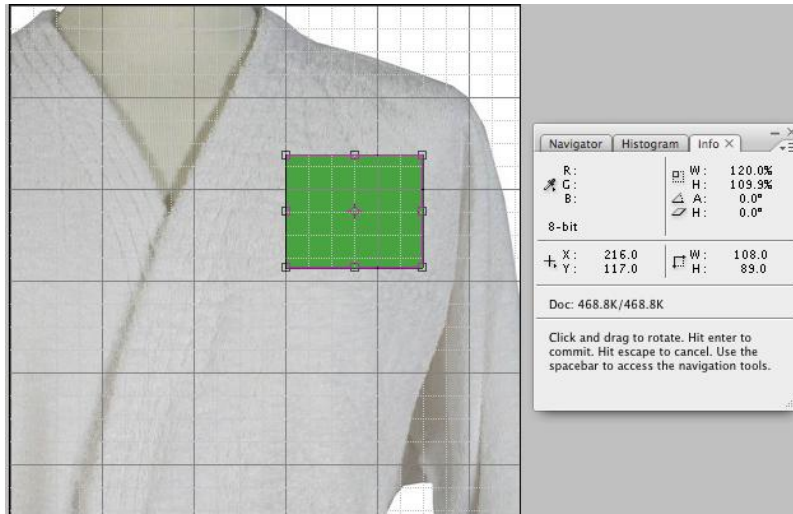 Navigator Histogram Info ×
R: W: 120.0%
G: H: 109.9%
B: A: 0.0°
H: 0.0°
8-bit
X: 216.0 W: 108.0
Y: 117.0 H: 89.0
Doc: 468.8K/468.8K
Click and drag to rotate. Hit enter to
commit. Hit escape to cancel. Use the
spacebar to access the navigation tools.